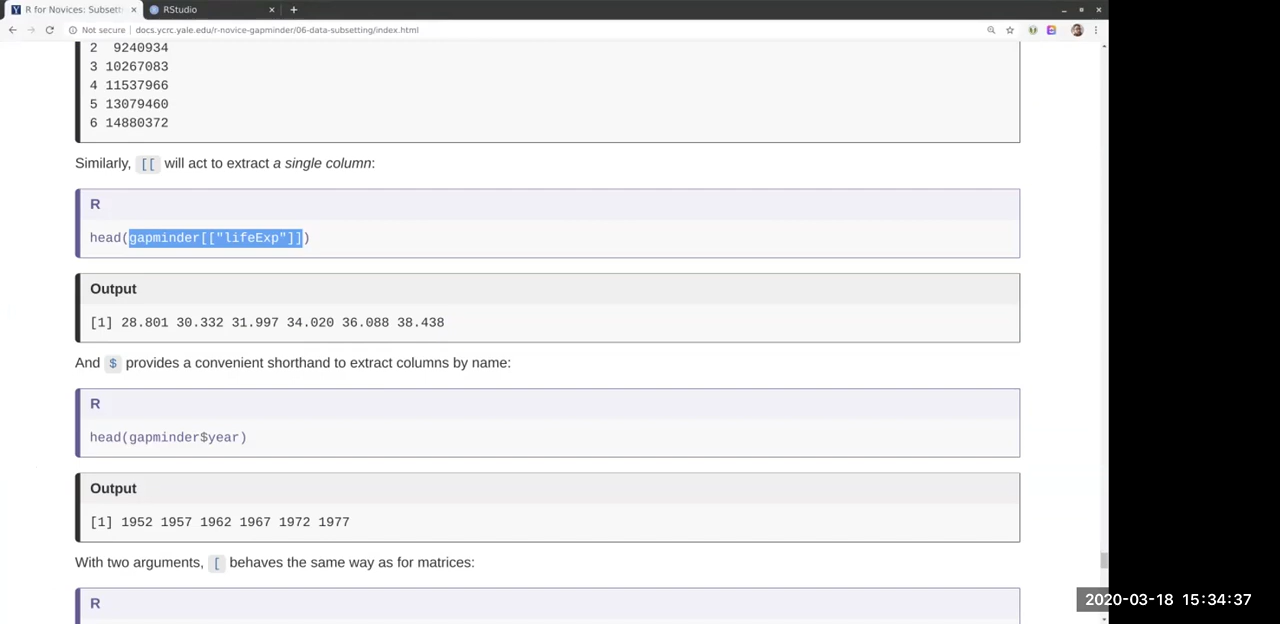 R for Novices: Subsett
RStudio
Not secure | docs.ycrc.yale.edu/r-novice-gapminder/06-data-subsetting/index.html
2  9240934
3 10267083
4 11537966
5 13079460
6 14880372
Similarly, [[ will act to extract a single column:
R
head(gapminder[["lifeExp"]])
Output
[1] 28.801 30.332 31.997 34.020 36.088 38.438
And $ provides a convenient shorthand to extract columns by name:
R
head(gapminder$year)
Output
[1] 1952 1957 1962 1967 1972 1977
With two arguments, [ behaves the same way as for matrices:
R
2020-03-18 15:34:37